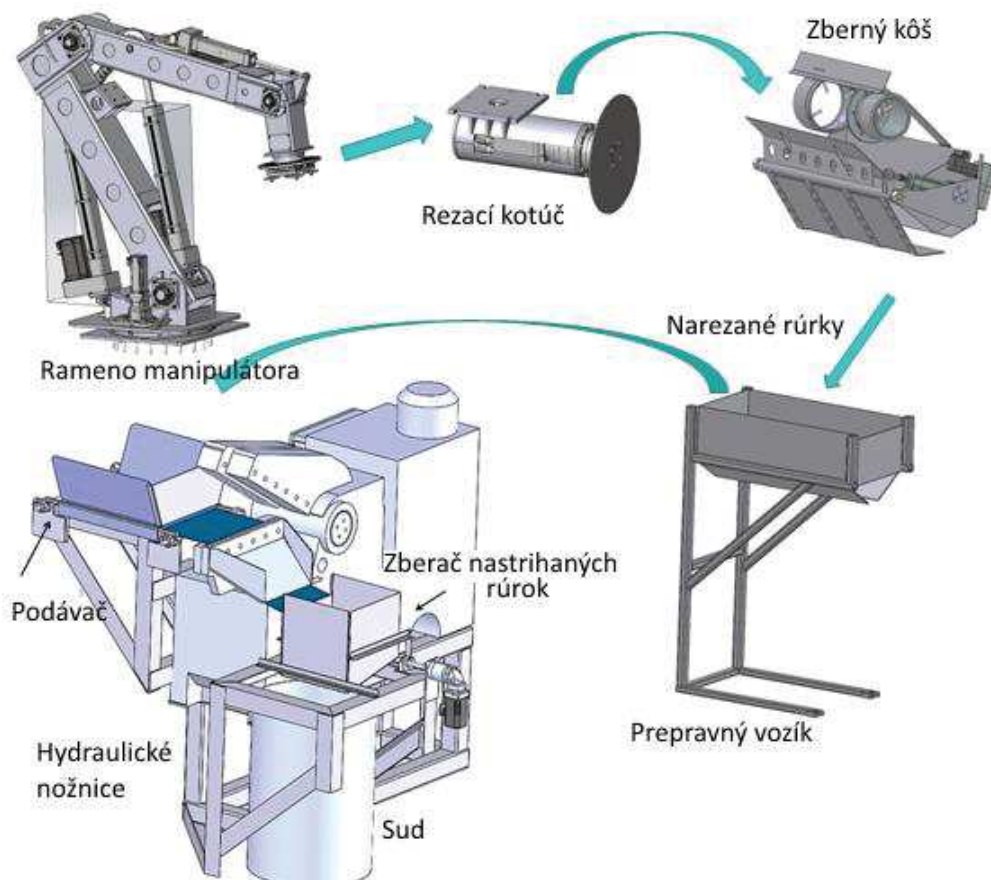 Zberný kôš
Rezací kotúč
Narezané rúrky
Rameno manipulátora
Zberač nastrihaných
rúrok
Podávač
Prepravný vozík
Hydraulické
nožnice
Sud